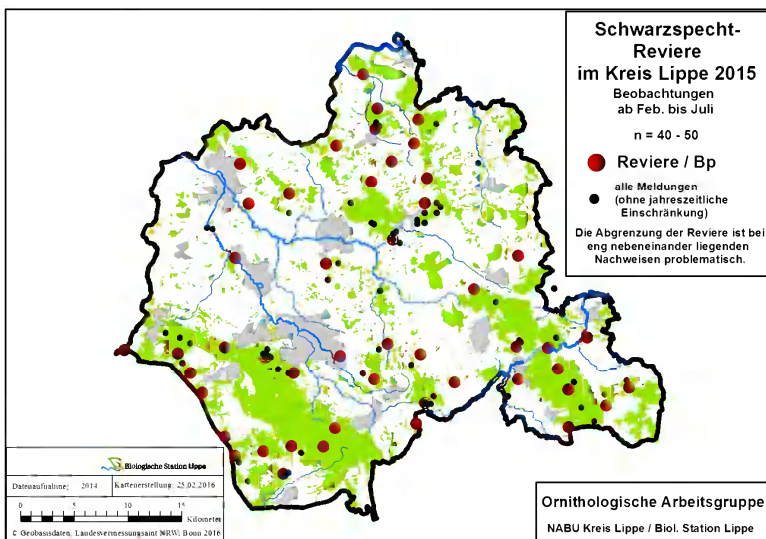 Schwarzspecht-
Reviere
im Kreis Lippe 2015
Beobachtungen
ab Feb. bis Juli
n = 40 - 50
Reviere / Bp
alle Meldungen
(ohne jahreszeitliche
Einschränkung)
Die Abgrenzung der Reviere ist bei
eng nebeneinander liegenden
Nachweisen problematisch.
Biologische Station Lippe
Datenaufnahme: 2014 Kartenerstellung: 25.02.2016
0 5 10 15
Kilometer
© Geobasisdaten, Landesvermessungsamt NRW, Bonn 2016
Ornithologische Arbeitsgruppe
NABU Kreis Lippe / Biol. Station Lippe